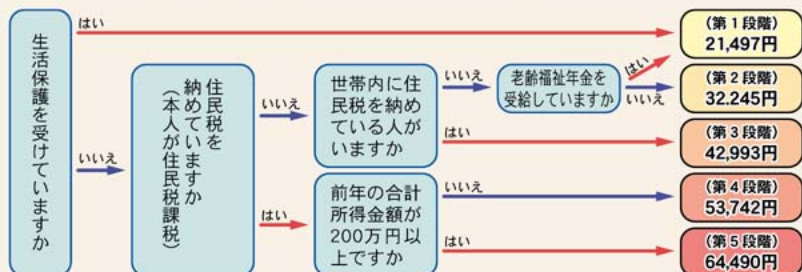 はい
生活保護を受けていますか
いいえ
住民税を
納めていますか
（本人が住民税課税）
いいえ
はい
世帯内に住
民税を納め
ている人が
いますか
いいえ
はい
老齢福祉年金を
受給していますか
はい
いいえ
前年の合計
所得金額が
200万円以
上ですか
いいえ
はい
（第１段階）
21,497円
（第２段階）
32.245円
（第３段階）
42,993円
（第４段階）
53,742円
（第５段階）
64,490円